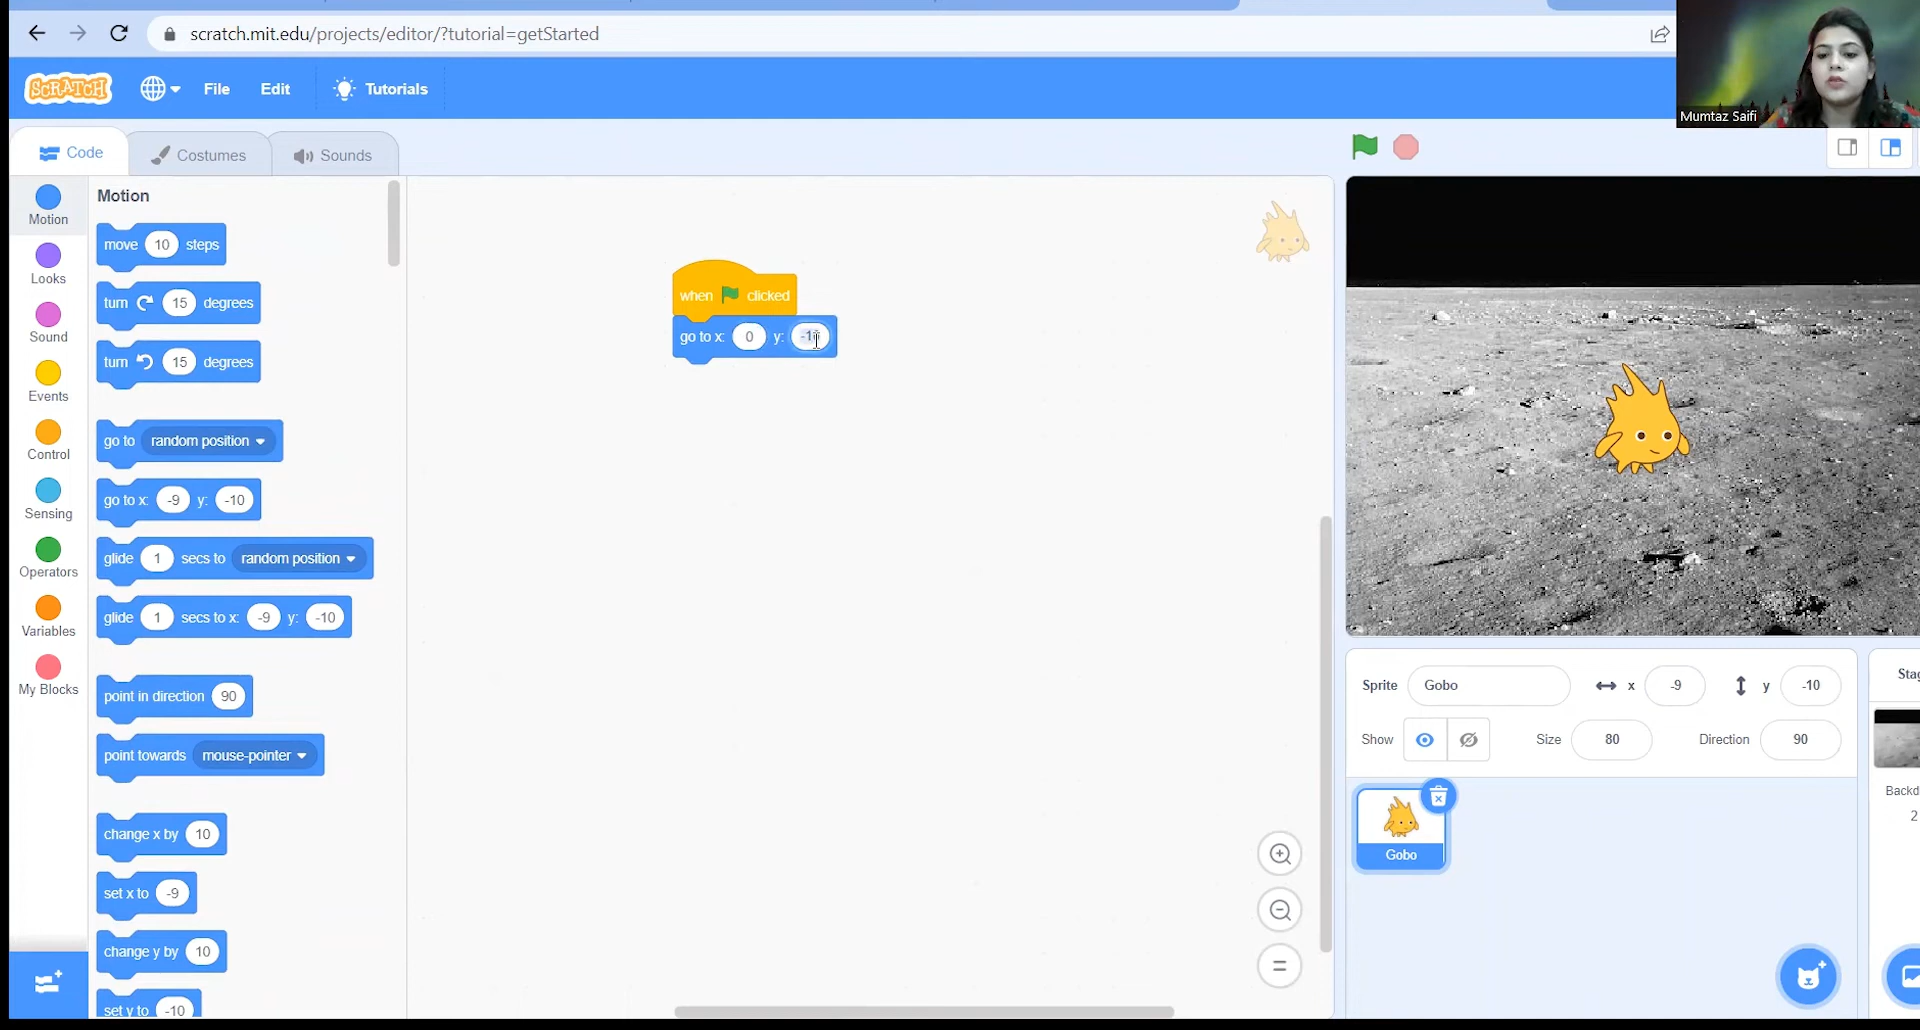 scratch.mit.edu/projects/editor/?tutorial=getStarted
SCRATCH
File
Edit
Tutorials
Mumtaz Saifi
Code
Costumes
Sounds
Motion
Looks
Sound
Events
Control
Sensing
Operators
Variables
My Blocks
Motion
move 10 steps
turn 15 degrees
turn 15 degrees
go to random position
go to x: -9 y: -10
glide 1 secs to random position
glide 1 secs to x: -9 y: -10
point in direction 90
point towards mouse-pointer
change x by 10
set x to -9
change y by 10
set y to -10
when clicked
go to x: 0 y: -10
Sprite Gobo x -9 y -10
Show Size 80 Direction 90
Gobo
Stag
Backd
2